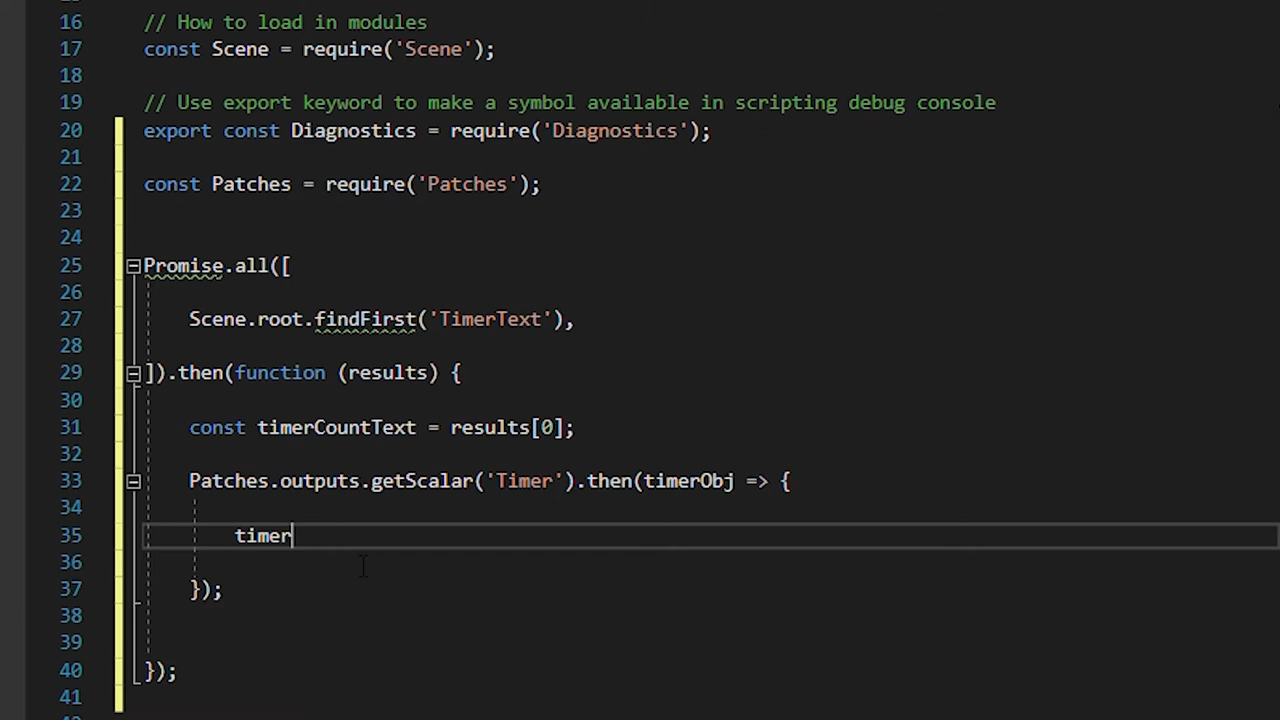 16 // How to load in modules
17 const Scene = require('Scene');
18
19 // Use export keyword to make a symbol available in scripting debug console
20 export const Diagnostics = require('Diagnostics');
21
22 const Patches = require('Patches');
23
24
25 Promise.all([
26
27 Scene.root.findFirst('TimerText'),
28
29 ]).then(function (results) {
30
31 const timerCountText = results[0];
32
33 Patches.outputs.getScalar('Timer').then(timerObj => {
34
35 timer
36
37 });
38
39
40 });
41